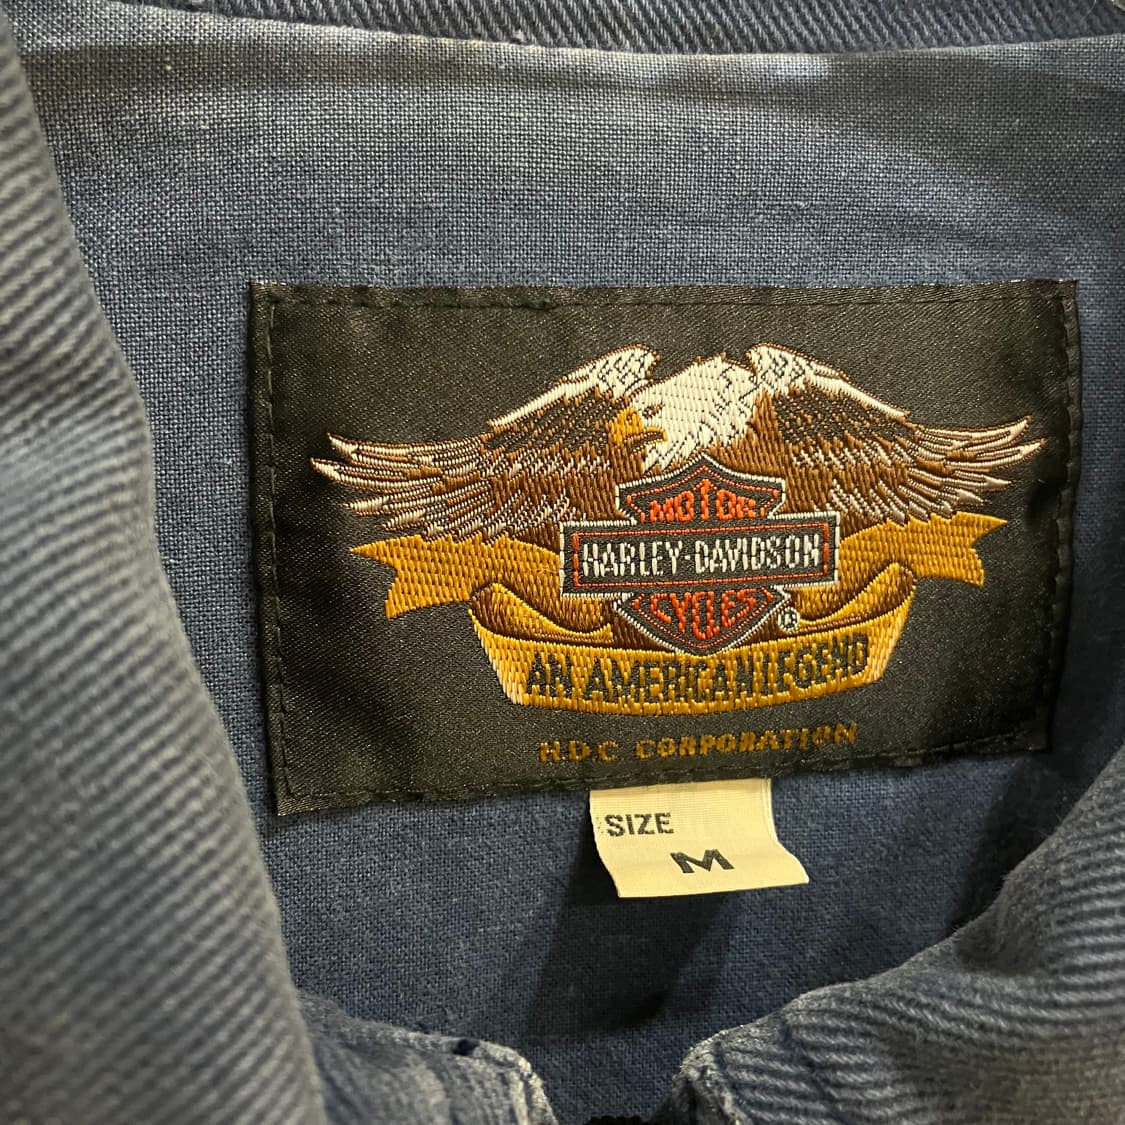 MOTOR
HARLEY-DAVIDSON
CYCLES®
AN AMERICAN LEGEND
H.D.C CORPORATION
SIZE
M